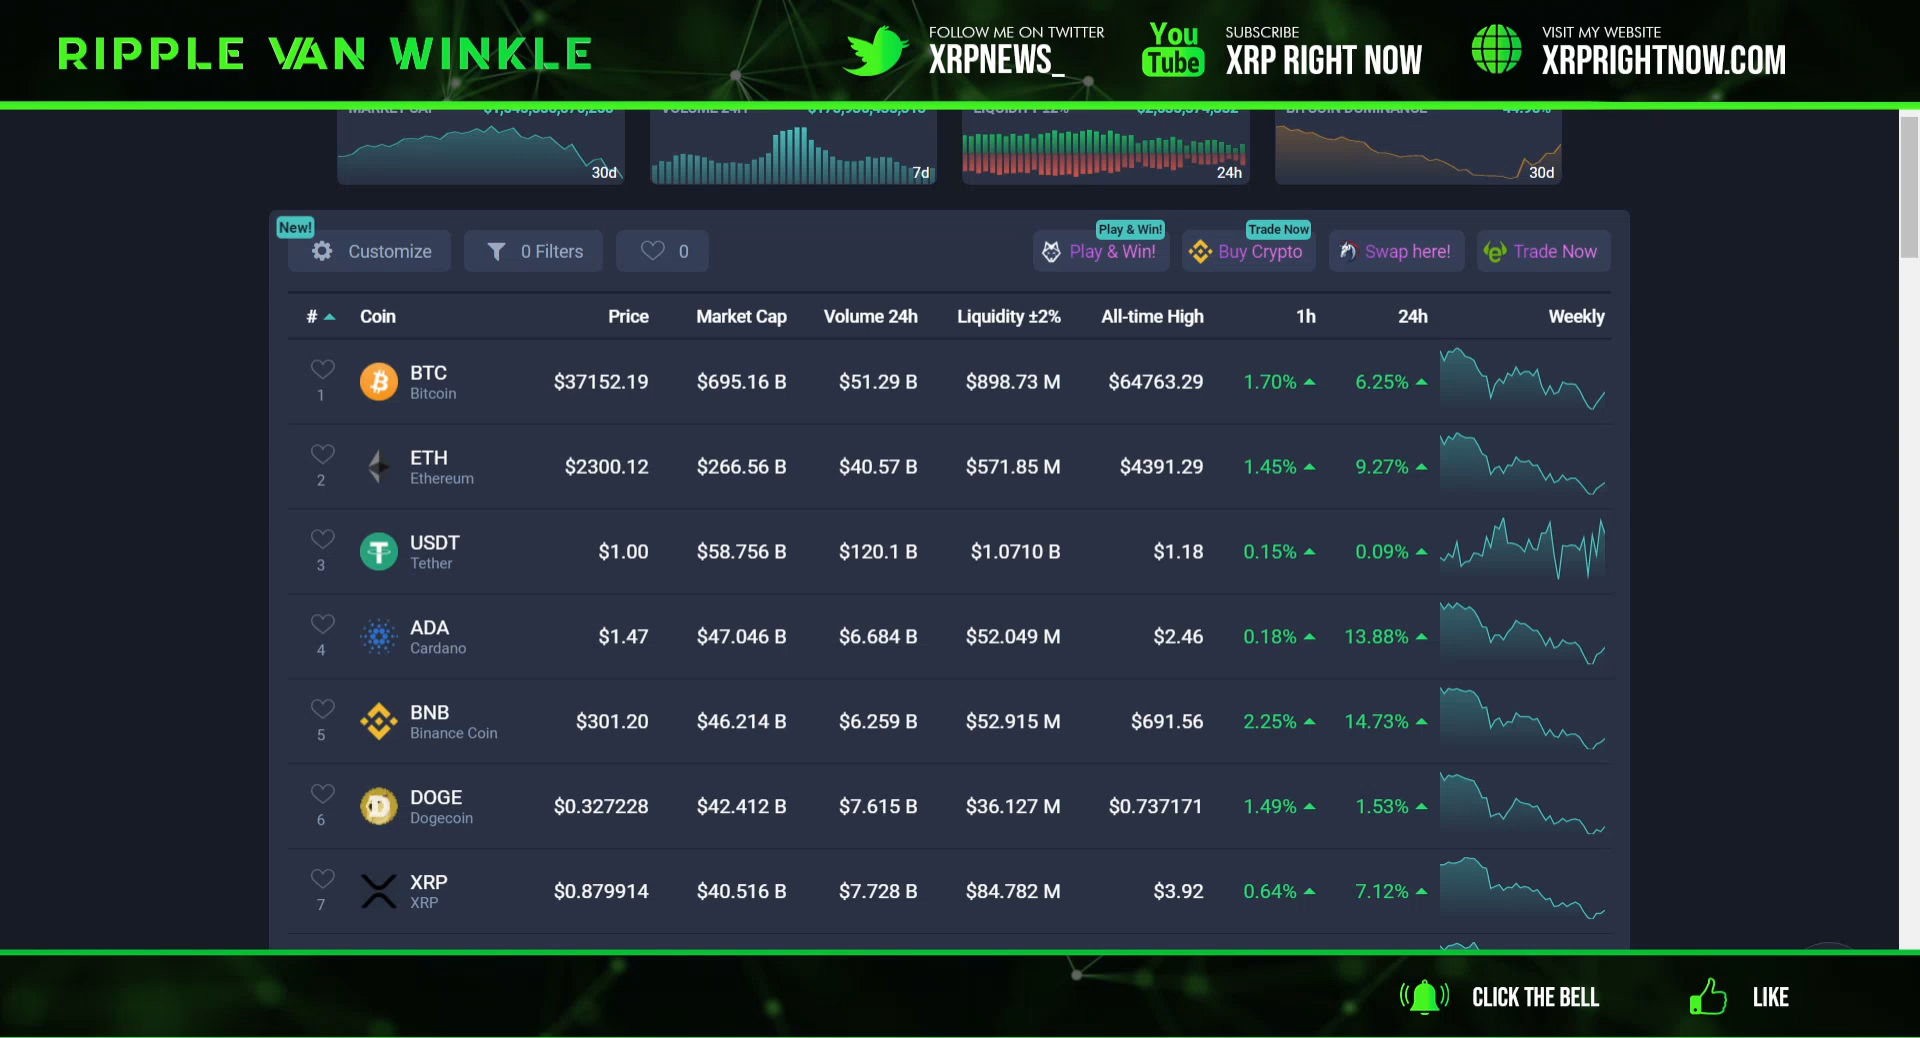 RIPPLE VAN WINKLE
FOLLOW ME ON TWITTER
XRPNEWS_
You
Tube
SUBSCRIBE
XRP RIGHT NOW
VISIT MY WEBSITE
XRPRIGHTNOW.COM
MARKET CAP
30d
VOLUME 24H
7d
LIQUIDITY ±2%
24h
BITCOIN DOMINANCE
30d
New!
Customize
0 Filters
0
Play & Win!
Play & Win!
Trade Now
Buy Crypto
Swap here!
Trade Now
# Coin Price Market Cap Volume 24h Liquidity ±2% All-time High 1h 24h Weekly
1 BTC Bitcoin $37152.19 $695.16 B $51.29 B $898.73 M $64763.29 1.70% 6.25%
2 ETH Ethereum $2300.12 $266.56 B $40.57 B $571.85 M $4391.29 1.45% 9.27%
3 USDT Tether $1.00 $58.756 B $120.1 B $1.0710 B $1.18 0.15% 0.09%
4 ADA Cardano $1.47 $47.046 B $6.684 B $52.049 M $2.46 0.18% 13.88%
5 BNB Binance Coin $301.20 $46.214 B $6.259 B $52.915 M $691.56 2.25% 14.73%
6 DOGE Dogecoin $0.327228 $42.412 B $7.615 B $36.127 M $0.737171 1.49% 1.53%
7 XRP XRP $0.879914 $40.516 B $7.728 B $84.782 M $3.92 0.64% 7.12%
CLICK THE BELL
LIKE